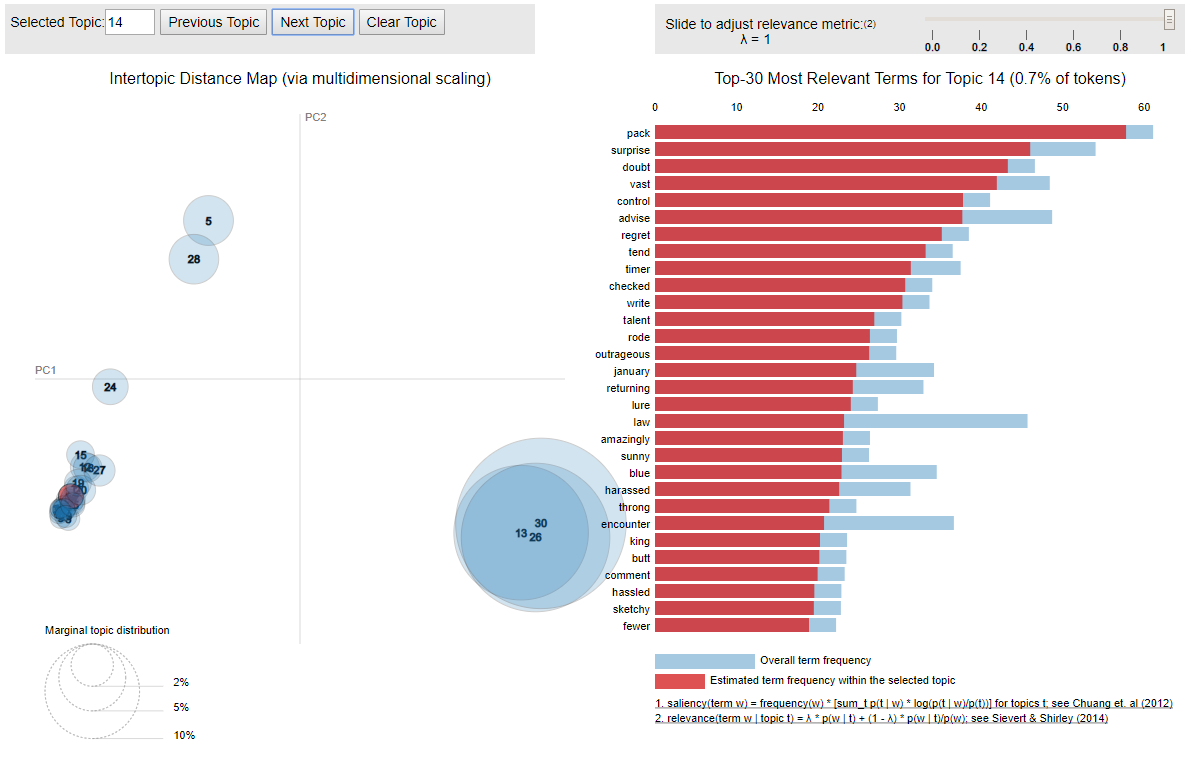 Selected Topic: 14 Previous Topic Next Topic Clear Topic
Slide to adjust relevance metric:(2)
λ = 1
0.0 0.2 0.4 0.6 0.8 1
Intertopic Distance Map (via multidimensional scaling)
PC2
PC1
5
28
24
15
27
18
30
13
26
Marginal topic distribution
2%
5%
10%
Top-30 Most Relevant Terms for Topic 14 (0.7% of tokens)
0 10 20 30 40 50 60
pack
surprise
doubt
vast
control
advise
regret
tend
timer
checked
write
talent
rode
outrageous
january
returning
lure
law
amazingly
sunny
blue
harassed
throng
encounter
king
butt
comment
hassled
sketchy
fewer
Overall term frequency
Estimated term frequency within the selected topic
1. saliency(term w) = frequency(w) * [sum_t p(t | w) * log(p(t | w)/p(t))] for topics t; see Chuang et. al (2012)
2. relevance(term w | topic t) = λ * p(w | t) + (1 - λ) * p(w | t)/p(w); see Sievert & Shirley (2014)